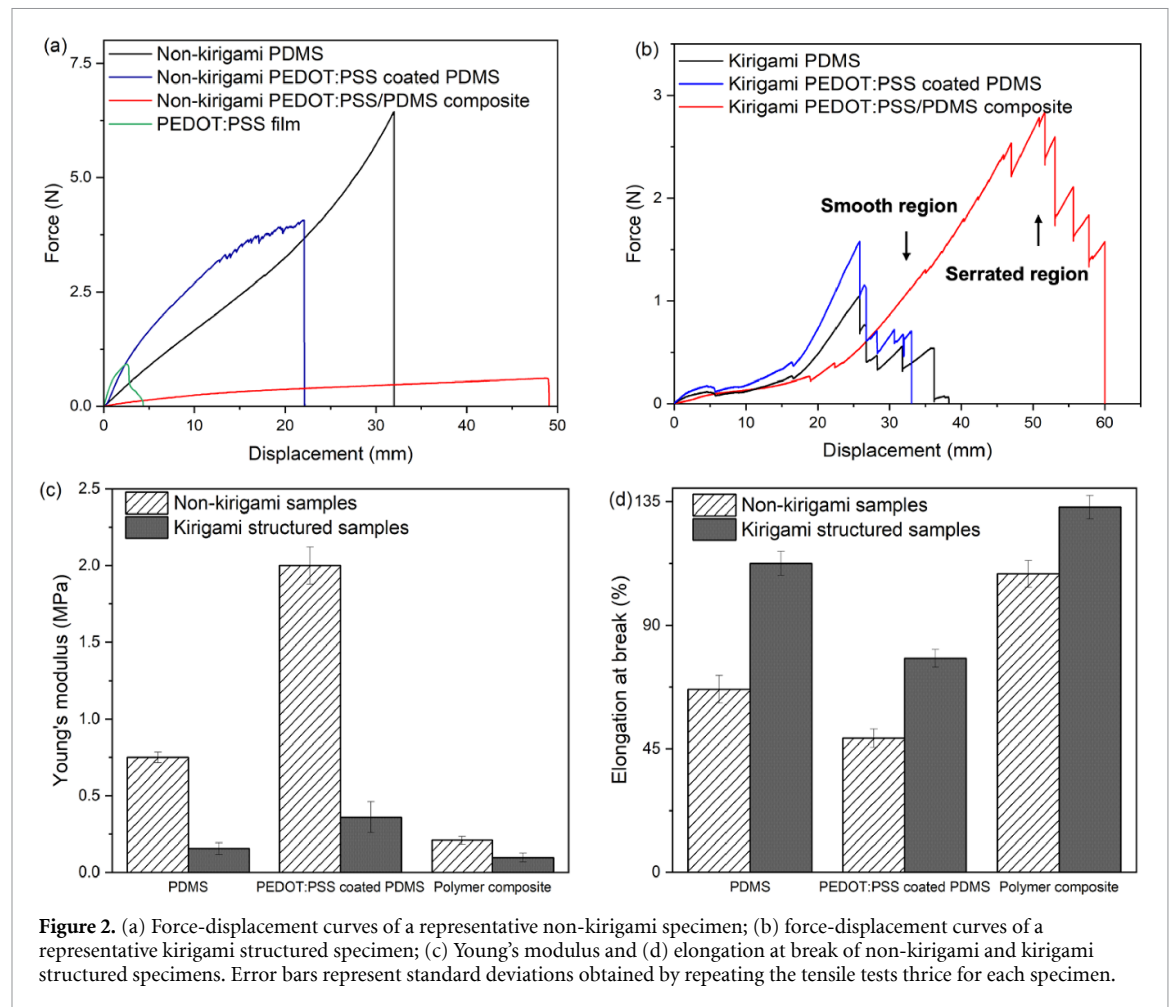 (a)
Non-kirigami PDMS
Non-kirigami PEDOT:PSS coated PDMS
Non-kirigami PEDOT:PSS/PDMS composite
PEDOT:PSS film
7.5
5.0
2.5
0.0
Force (N)
0 10 20 30 40 50
Displacement (mm)
(b)
Kirigami PDMS
Kirigami PEDOT:PSS coated PDMS
Kirigami PEDOT:PSS/PDMS composite
Smooth region
Serrated region
3
2
1
0
Force (N)
0 10 20 30 40 50 60
Displacement (mm)
(c)
Non-kirigami samples
Kirigami structured samples
2.5
2.0
1.5
1.0
0.5
0.0
Young's modulus (MPa)
PDMS PEDOT:PSS coated PDMS Polymer composite
(d)
Non-kirigami samples
Kirigami structured samples
135
90
45
0
Elongation at break (%)
PDMS PEDOT:PSS coated PDMS Polymer composite
Figure 2. (a) Force-displacement curves of a representative non-kirigami specimen; (b) force-displacement curves of a
representative kirigami structured specimen; (c) Young's modulus and (d) elongation at break of non-kirigami and kirigami
structured specimens. Error bars represent standard deviations obtained by repeating the tensile tests thrice for each specimen.